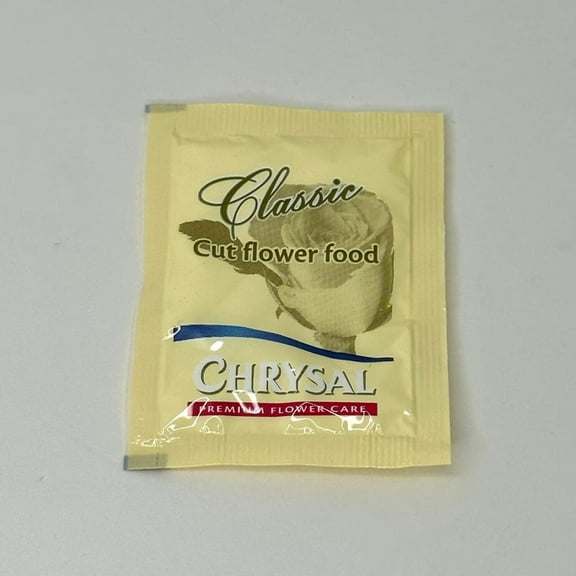 Classic
Cut flower food
CHRYSAL
PREMIUM FLOWER CARE